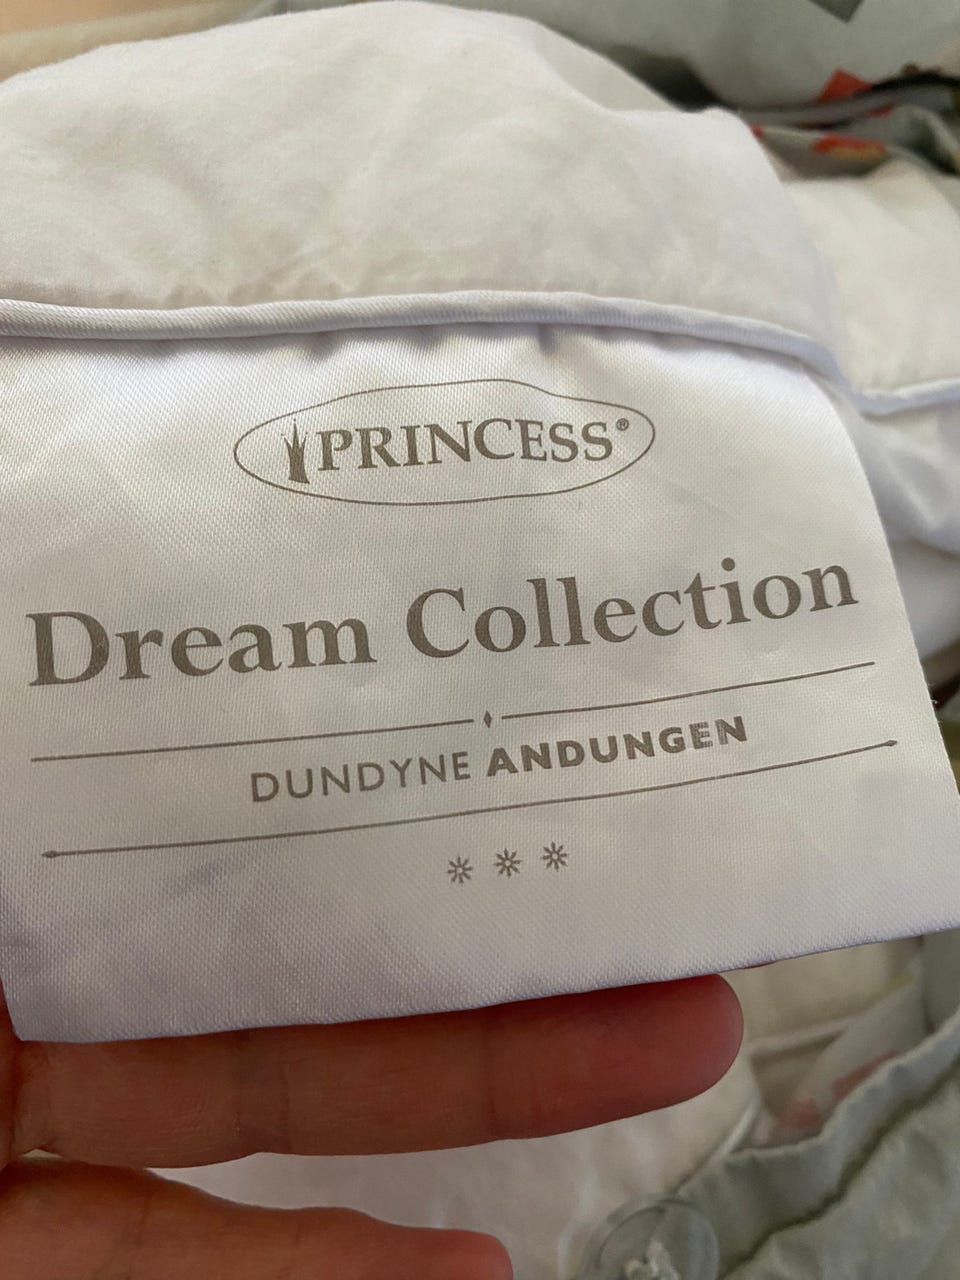 PRINCESS®
Dream Collection
DUNDYNE ANDUNGEN
***